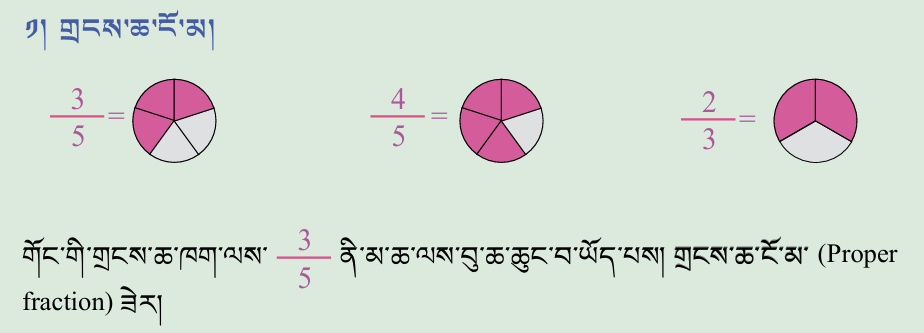 ༡། གྲངས་ཆ་ངོ་མ།
3/5 = 4/5 = 2/3 =
གོང་གི་གྲངས་ཆ་ཁག་ལས་ 3/5 ནི་མ་ཆ་ལས་བུ་ཆ་ཆུང་བ་ཡོད་པས། གྲངས་ཆ་ངོ་མ་ (Proper
fraction) ཟེར།